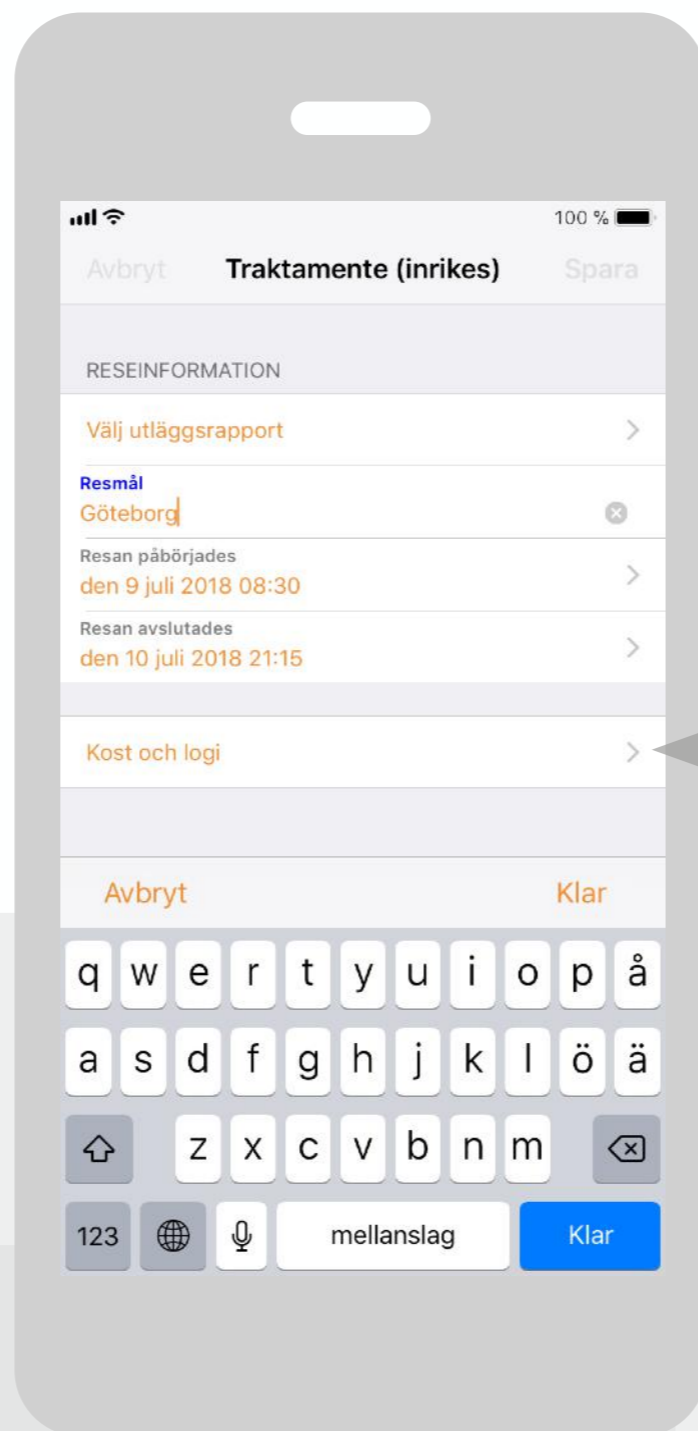 100 %
Avbryt Traktamente (inrikes) Spara
RESEINFORMATION
Välj utläggsrapport
Resmål
Göteborg
Resan påbörjades
den 9 juli 2018 08:30
Resan avslutades
den 10 juli 2018 21:15
Kost och logi
Avbryt Klar
q w e r t y u i o p å
a s d f g h j k l ö ä
z x c v b n m
123 mellanslag Klar